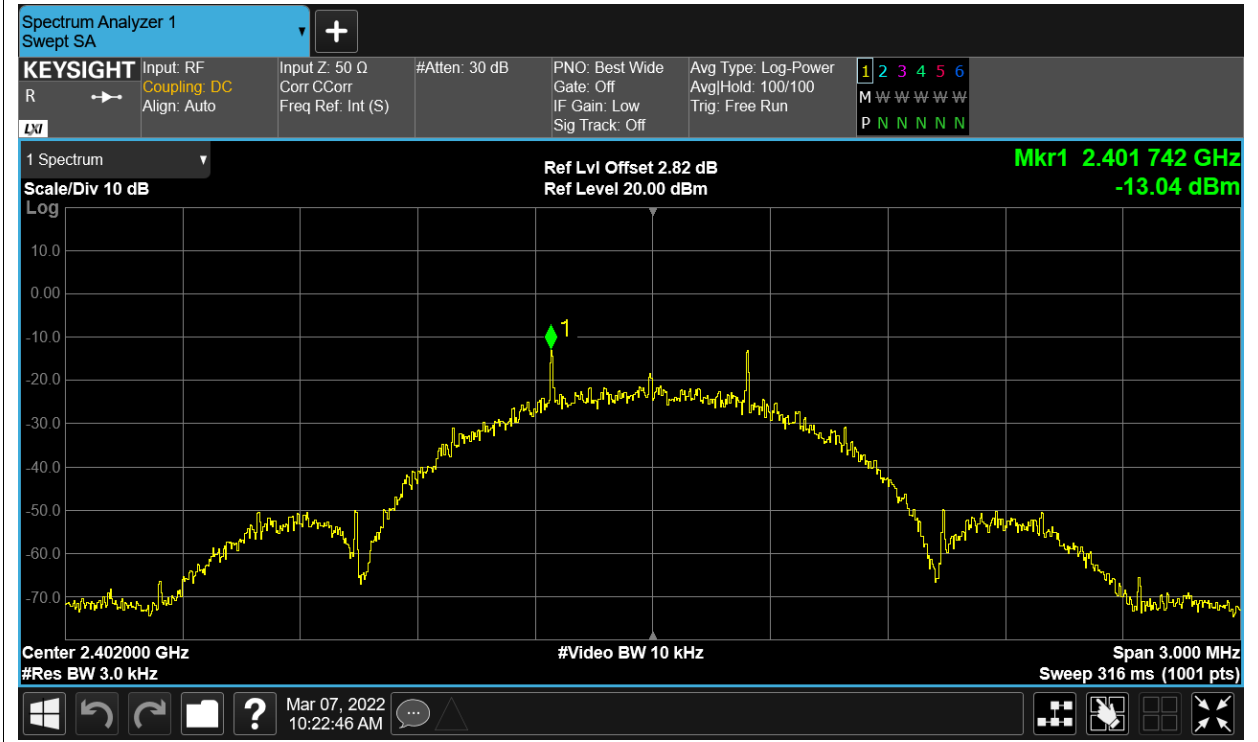 Spectrum Analyzer 1
Swept SA
+
KEYSIGHT Input: RF Input Z: 50 Ω #Atten: 30 dB PNO: Best Wide Avg Type: Log-Power 1 2 3 4 5 6
R Coupling: DC Corr CCorr Gate: Off Avg|Hold: 100/100 M W W W W W W
Align: Auto Freq Ref: Int (S) IF Gain: Low Trig: Free Run
LXI Sig Track: Off P N N N N N N
1 Spectrum Ref Lvl Offset 2.82 dB Mkr1 2.401 742 GHz
Scale/Div 10 dB Ref Level 20.00 dBm -13.04 dBm
Log
10.0
0.00
1
-10.0
-20.0
-30.0
-40.0
-50.0
-60.0
-70.0
Center 2.402000 GHz #Video BW 10 kHz Span 3.000 MHz
#Res BW 3.0 kHz Sweep 316 ms (1001 pts)
? Mar 07, 2022
10:22:46 AM